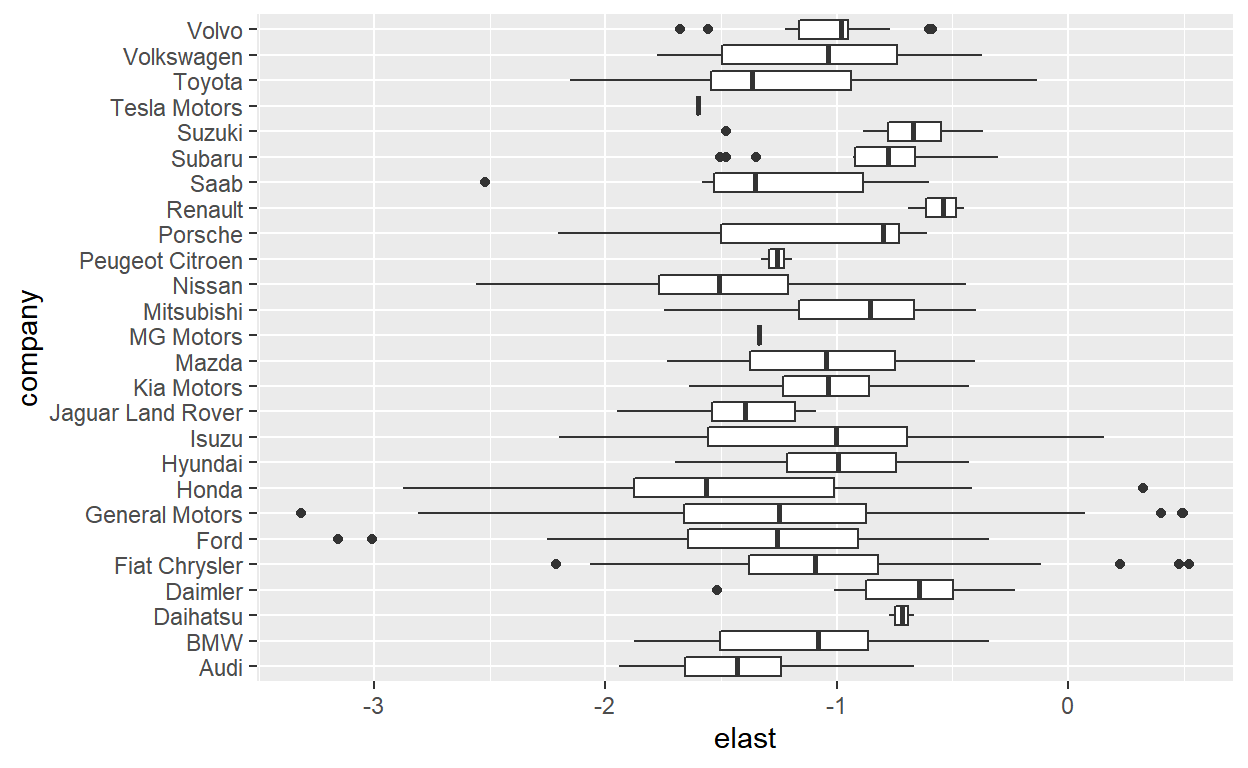 Volvo
Volkswagen
Toyota
Tesla Motors
Suzuki
Subaru
Saab
Renault
Porsche
Peugeot Citroen
Nissan
Mitsubishi
MG Motors
Mazda
Kia Motors
Jaguar Land Rover
Isuzu
Hyundai
Honda
General Motors
Ford
Fiat Chrysler
Daimler
Daihatsu
BMW
Audi
company
-3 -2 -1 0
elast